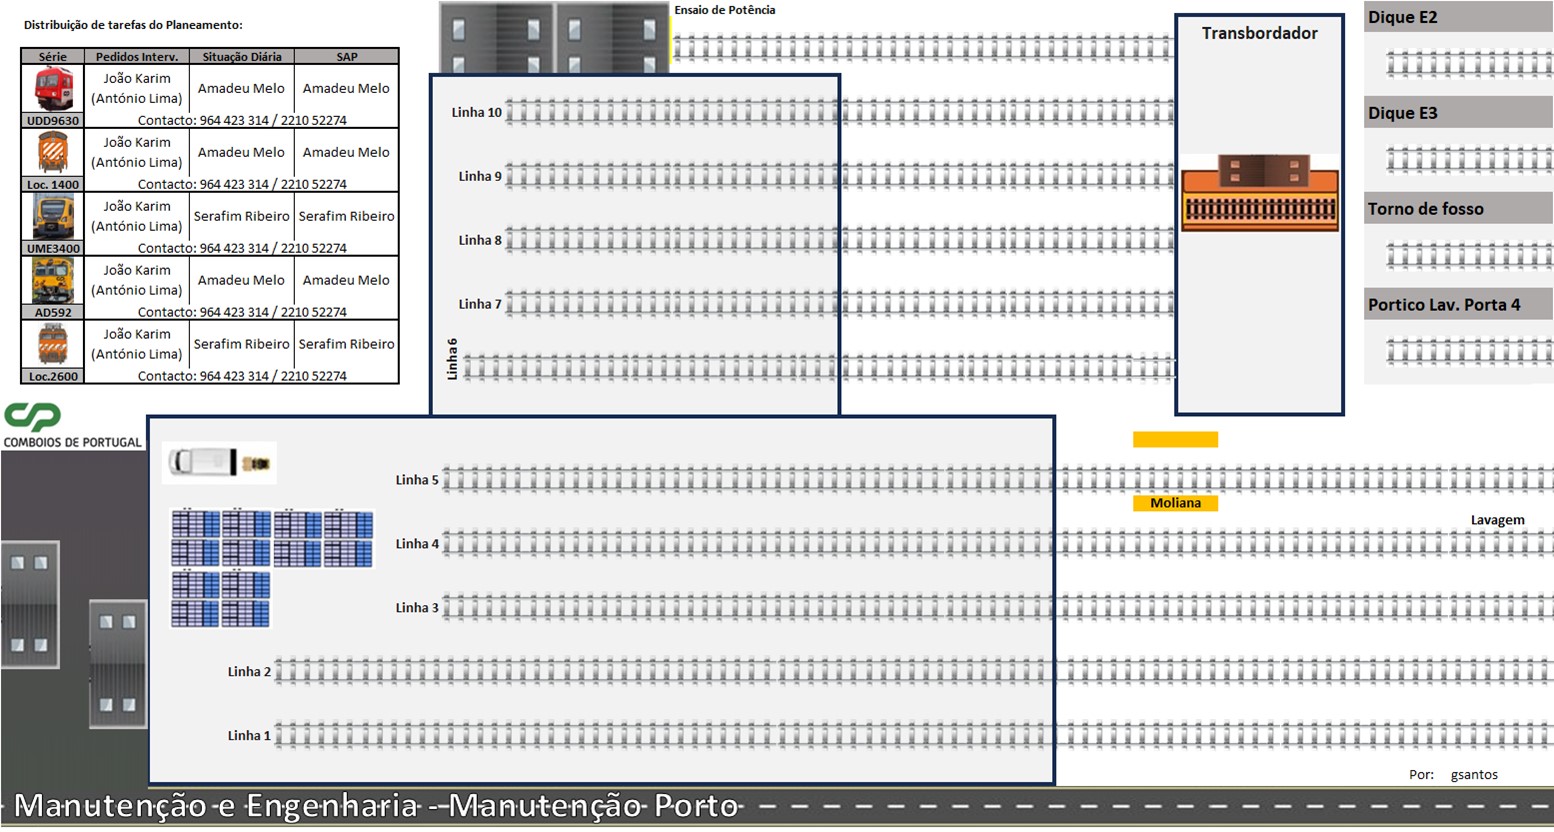 Distribuição de tarefas do Planeamento:
Série Pedidos Interv. Situação Diária SAP
João Karim
(António Lima) Amadeu Melo Amadeu Melo
UDD9630 Contacto: 964 423 314 / 2210 52274
João Karim
(António Lima) Amadeu Melo Amadeu Melo
Loc. 1400 Contacto: 964 423 314 / 2210 52274
João Karim
(António Lima) Serafim Ribeiro Serafim Ribeiro
UME3400 Contacto: 964 423 314 / 2210 52274
João Karim
(António Lima) Amadeu Melo Amadeu Melo
AD592 Contacto: 964 423 314 / 2210 52274
João Karim
(António Lima) Serafim Ribeiro Serafim Ribeiro
Loc.2600 Contacto: 964 423 314 / 2210 52274
CP
COMBOIOS DE PORTUGAL
Ensaio de Potência
Linha 10
Linha 9
Linha 8
Linha 7
Linha6
Transbordador
Dique E2
Dique E3
Torno de fosso
Portico Lav. Porta 4
Linha 5
Moliana
Lavagem
Linha 4
Linha 3
Linha 2
Linha 1
Por: gsantos
Manutenção e Engenharia - Manutenção Porto